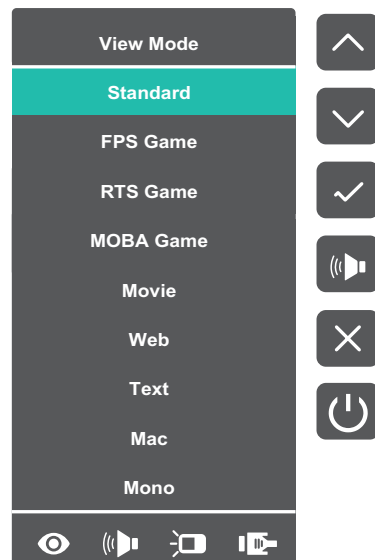 View Mode
Standard
FPS Game
RTS Game
MOBA Game
Movie
Web
Text
Mac
Mono